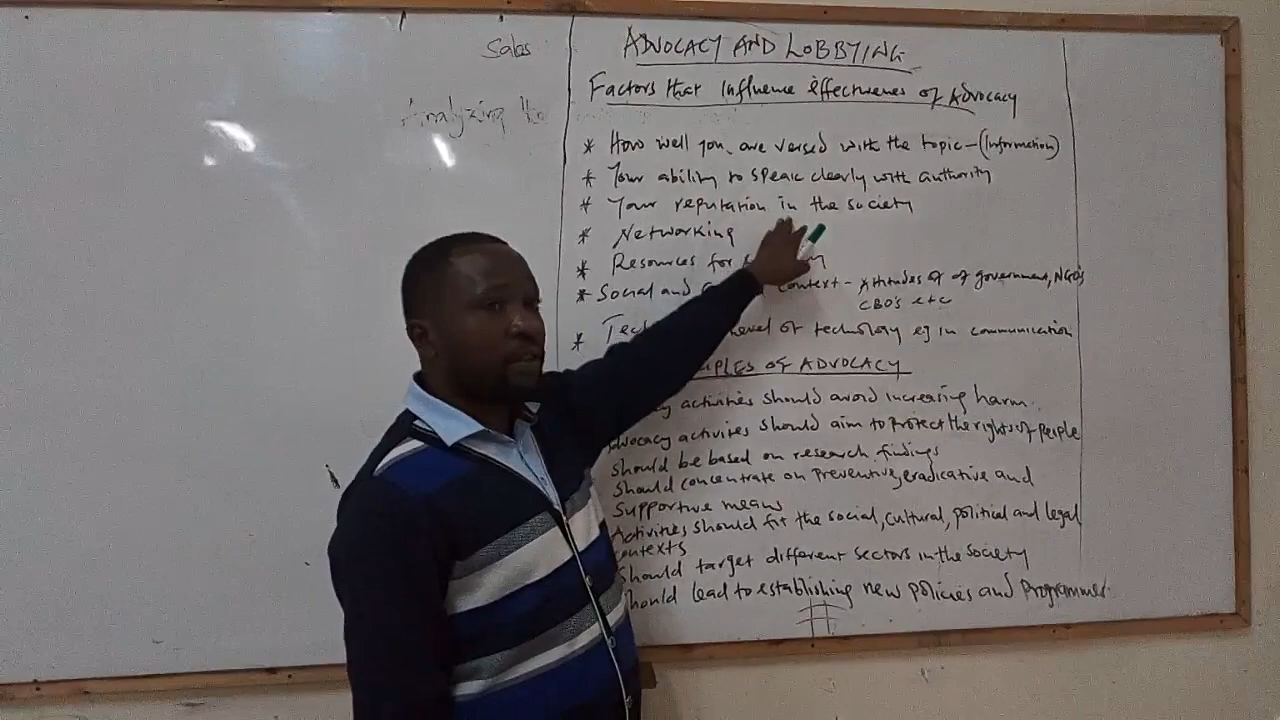 Sales
ADVOCACY AND LOBBYING
Factors that influence effectiveness of Advocacy
Analyzing the
* How well you are versed with the topic - (Information)
* Your ability to speak clearly with authority
* Your reputation in the society
* Networking
* Resources for
* Social and context - Attitudes of of government, NGO's
CBO's etc
* Tec level of technology eg in communication
IPLES OF ADVOCACY
activities should avoid increasing harm.
dvocacy activites should aim to protect the rights of people
should be based on research findings
should concentrate on preventive, eradicative and
supportive means
Activities should fit the social, cultural, political and legal
contexts
should target different sectors in the society
should lead to establishing new policies and programmes.